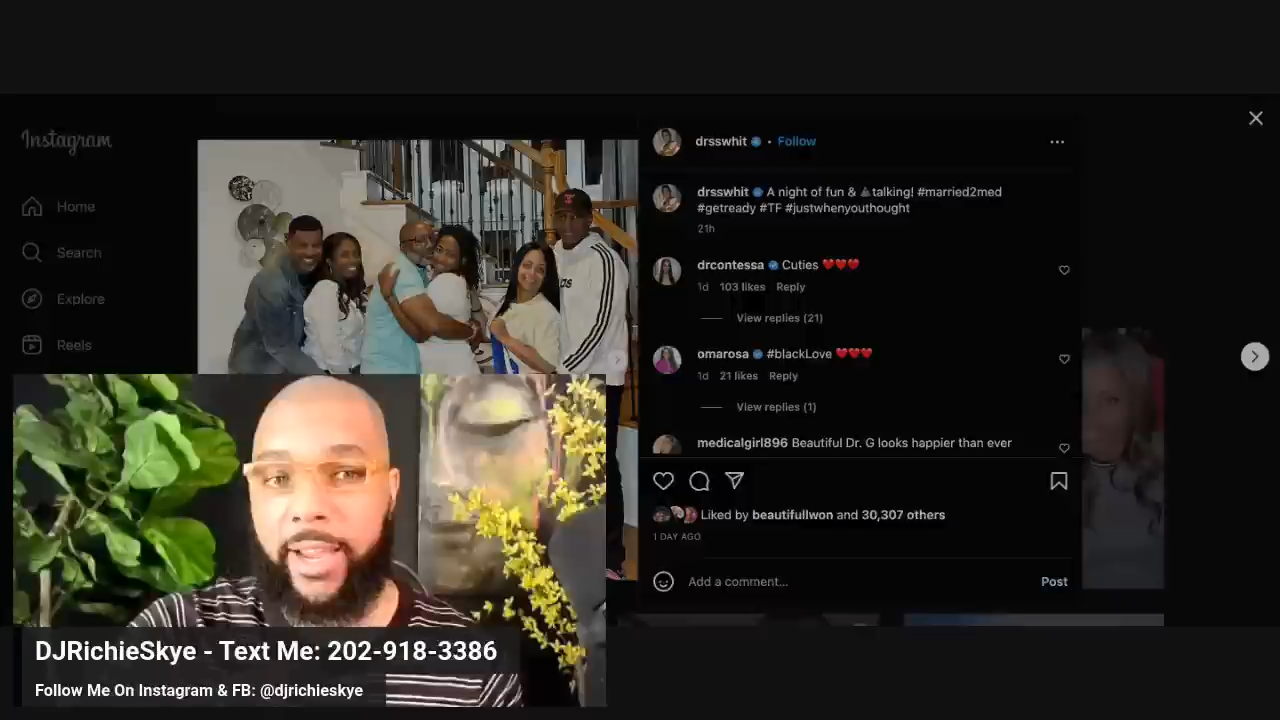 Instagram
Home
Search
Explore
Reels
drsswhit • Follow
drsswhit A night of fun & talking! #married2med
#getready #TF #justwhenyouthought
21h
drcontessa Cuties ❤️❤️❤️
1d 103 likes Reply
View replies (21)
omarosa #blackLove ❤️❤️❤️
1d 21 likes Reply
View replies (1)
medicalgirl896 Beautiful Dr. G looks happier than ever
Liked by beautifullwon and 30,307 others
1 DAY AGO
Add a comment... Post
DJRichieSkye - Text Me: 202-918-3386
Follow Me On Instagram & FB: @djrichieskye